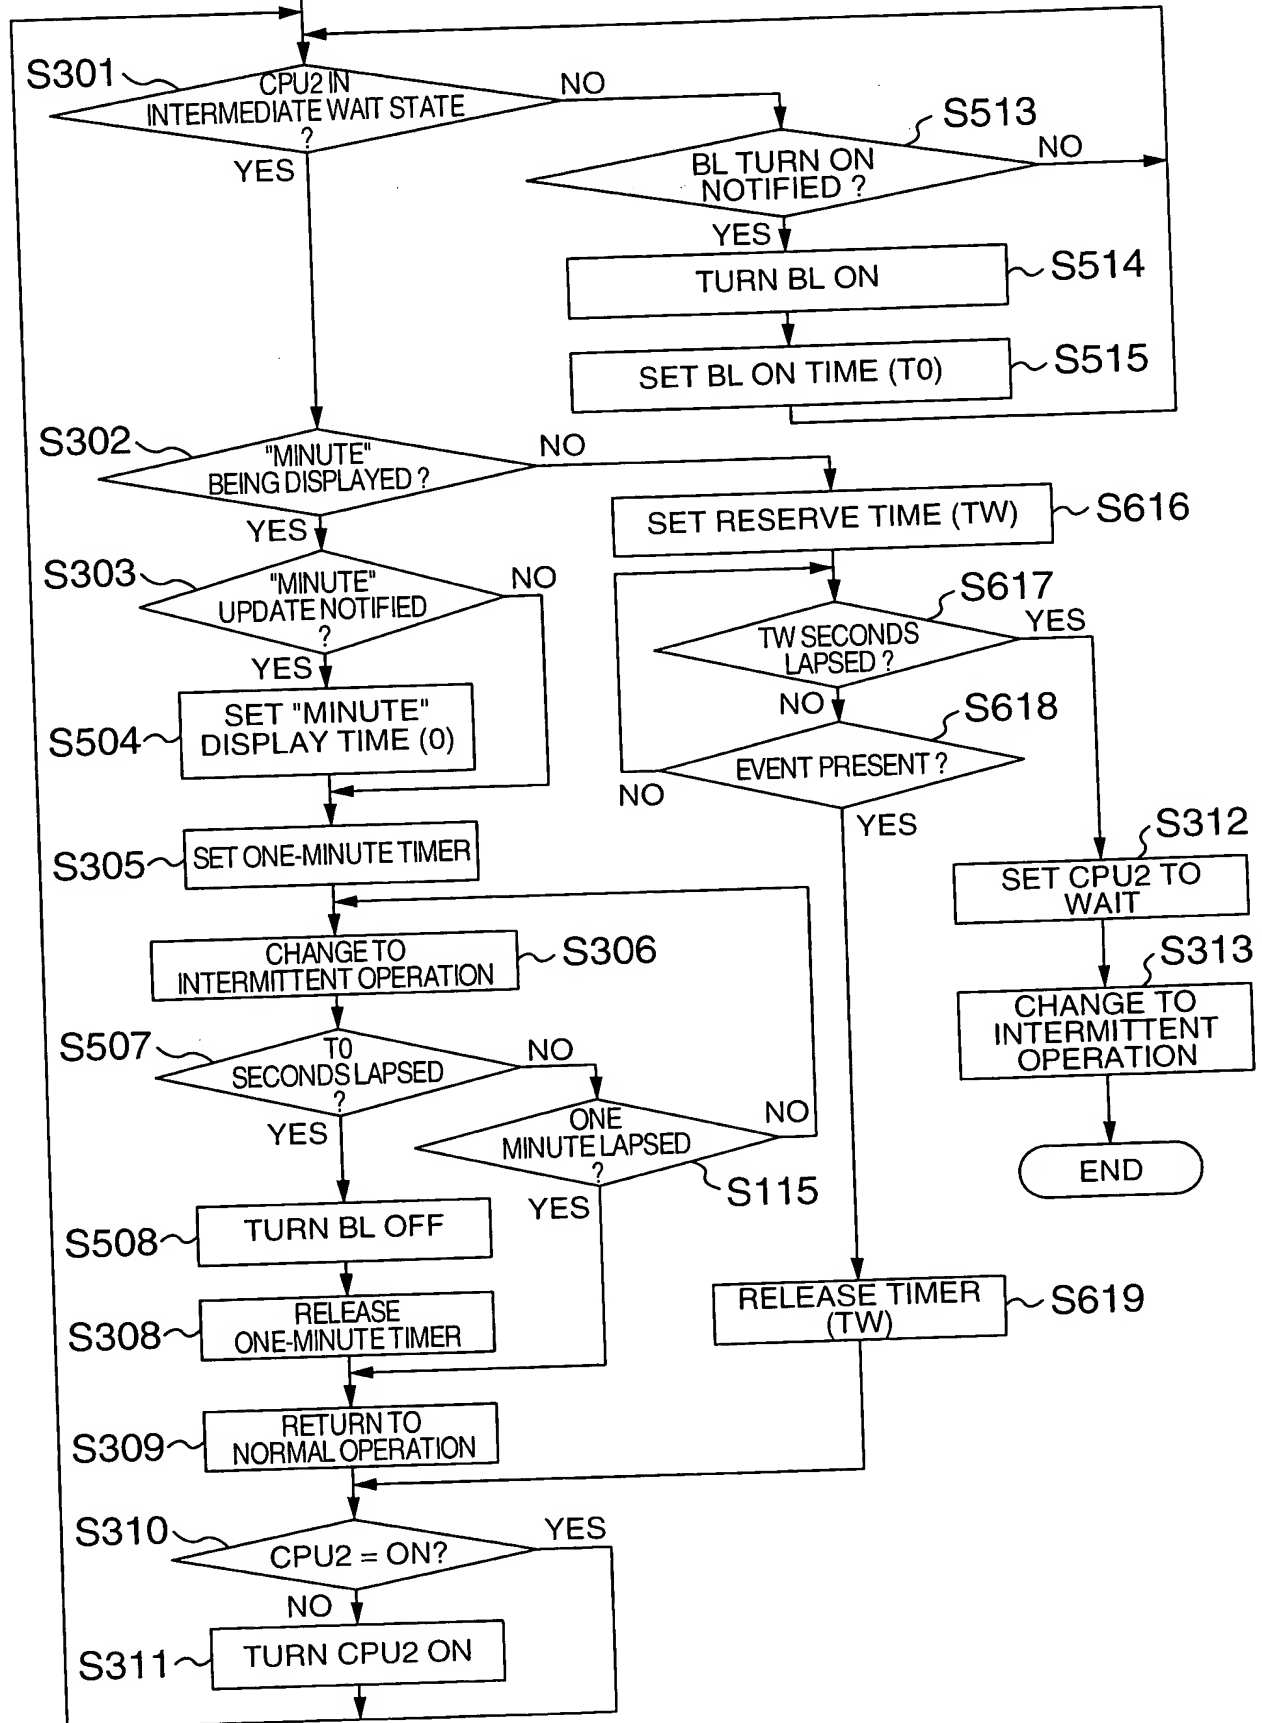 S301
CPU2 IN
INTERMEDIATE WAIT STATE
?
NO
YES
S513
BL TURN ON
NOTIFIED ?
NO
YES
TURN BL ON
S514
SET BL ON TIME (T0)
S515
S302
"MINUTE"
BEING DISPLAYED ?
NO
YES
SET RESERVE TIME (TW)
S616
S303
"MINUTE"
UPDATE NOTIFIED
?
NO
YES
S617
TW SECONDS
LAPSED ?
YES
NO
S504
SET "MINUTE"
DISPLAY TIME (0)
S618
EVENT PRESENT ?
NO
YES
S305
SET ONE-MINUTE TIMER
S312
SET CPU2 TO
WAIT
CHANGE TO
INTERMITTENT OPERATION
S306
S313
CHANGE TO
INTERMITTENT
OPERATION
S507
T0
SECONDS LAPSED
?
NO
YES
ONE
MINUTE LAPSED
?
NO
S115
YES
END
S508
TURN BL OFF
S308
RELEASE
ONE-MINUTE TIMER
RELEASE TIMER
(TW)
S619
S309
RETURN TO
NORMAL OPERATION
S310
CPU2 = ON?
YES
NO
S311
TURN CPU2 ON